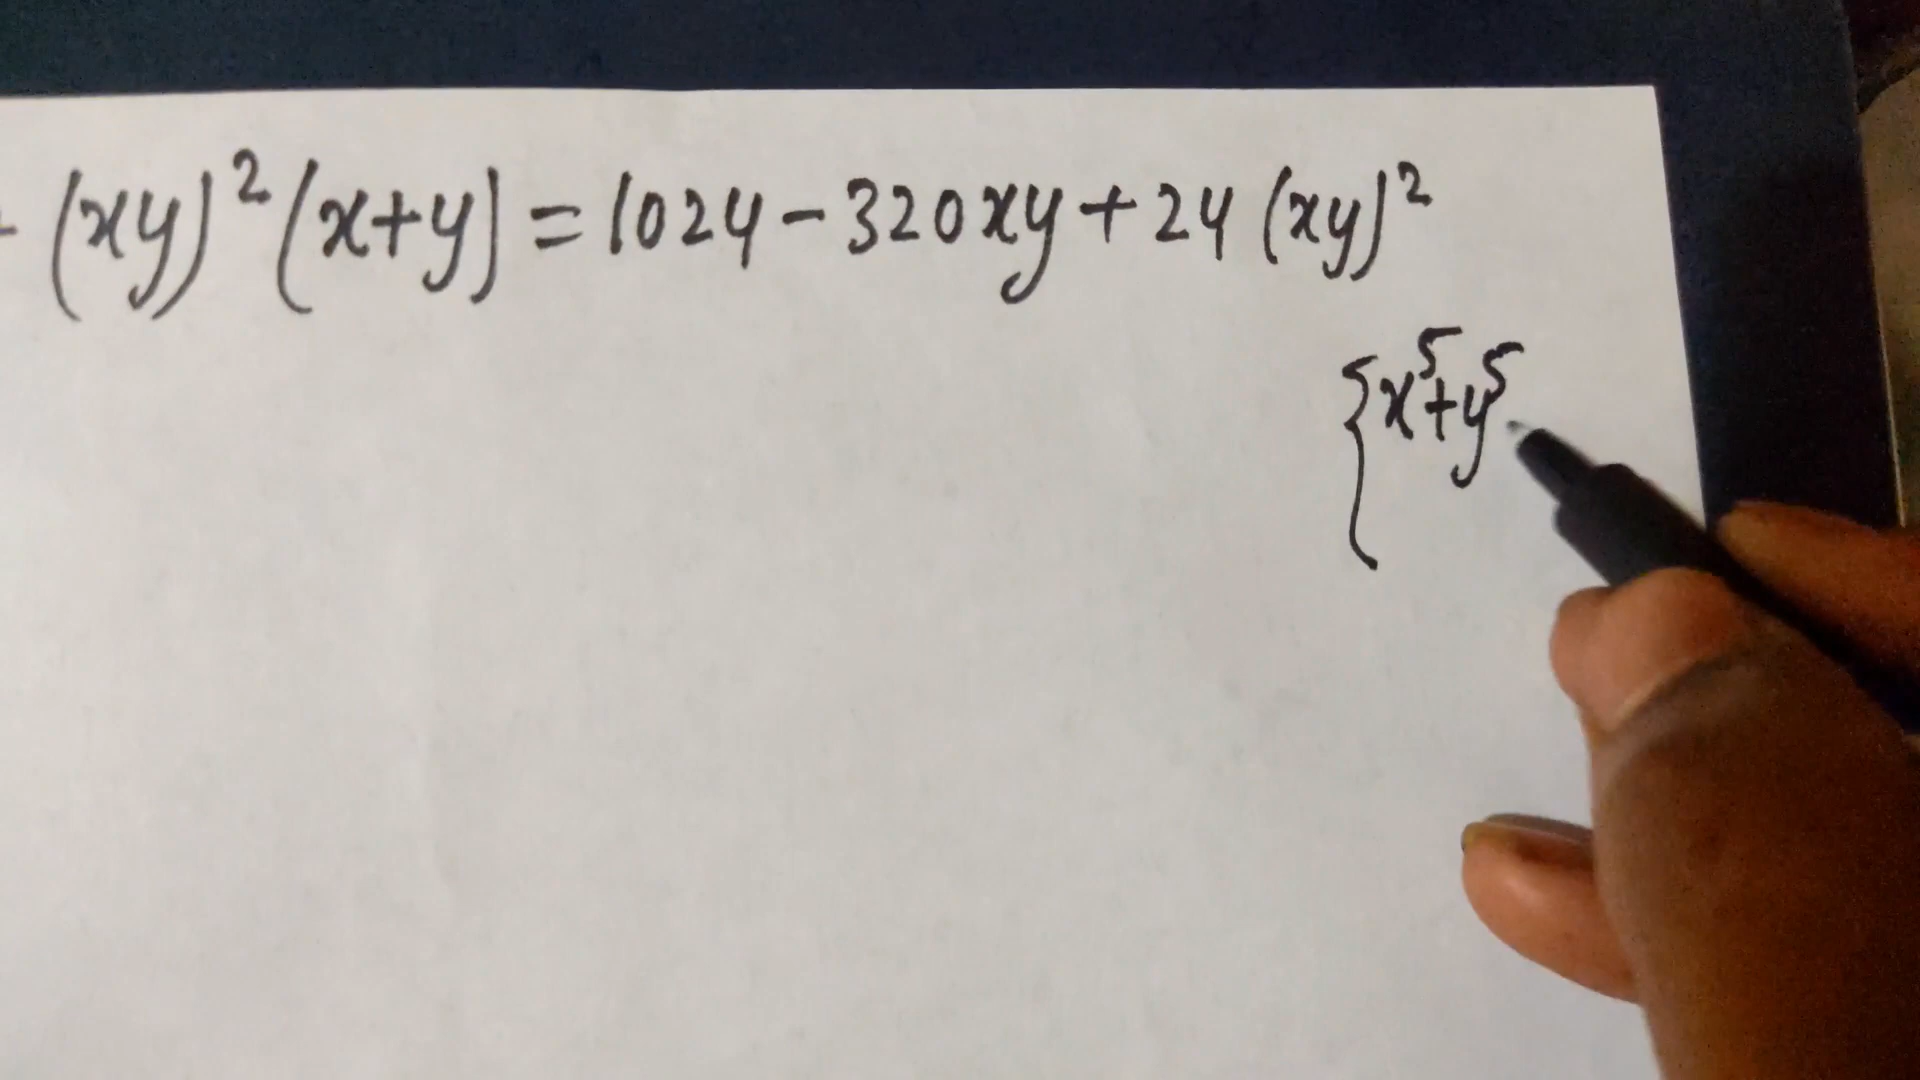 (xy)²(x+y) = 1024 - 320xy + 24 (xy)²
{x⁵+y⁵